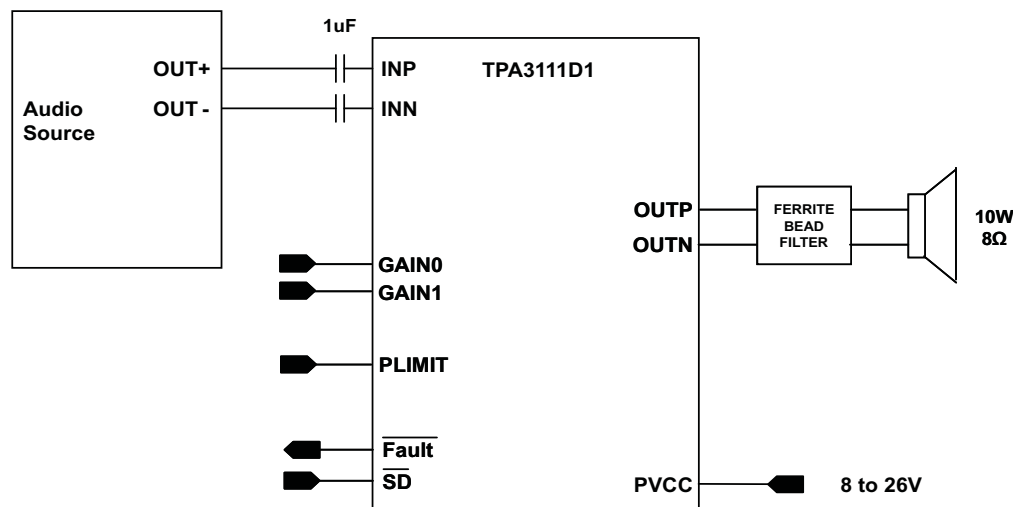 1uF
Audio
Source
OUT+
OUT -
INP
INN
TPA3111D1
OUTP
OUTN
FERRITE
BEAD
FILTER
10W
8Ω
GAIN0
GAIN1
PLIMIT
Fault
SD
PVCC
8 to 26V